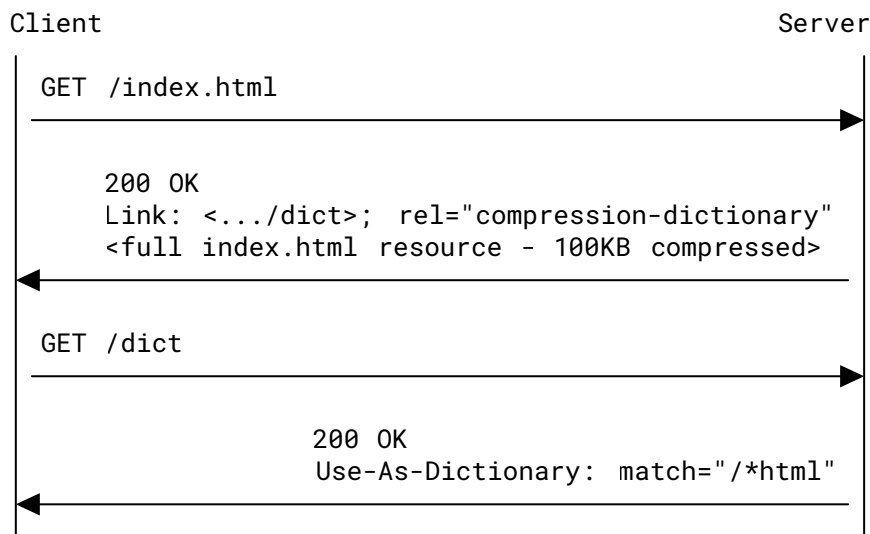 Client Server
GET /index.html
200 OK
Link: <.../dict>; rel="compression-dictionary"
<full index.html resource - 100KB compressed>
GET /dict
200 OK
Use-As-Dictionary: match="/*html"